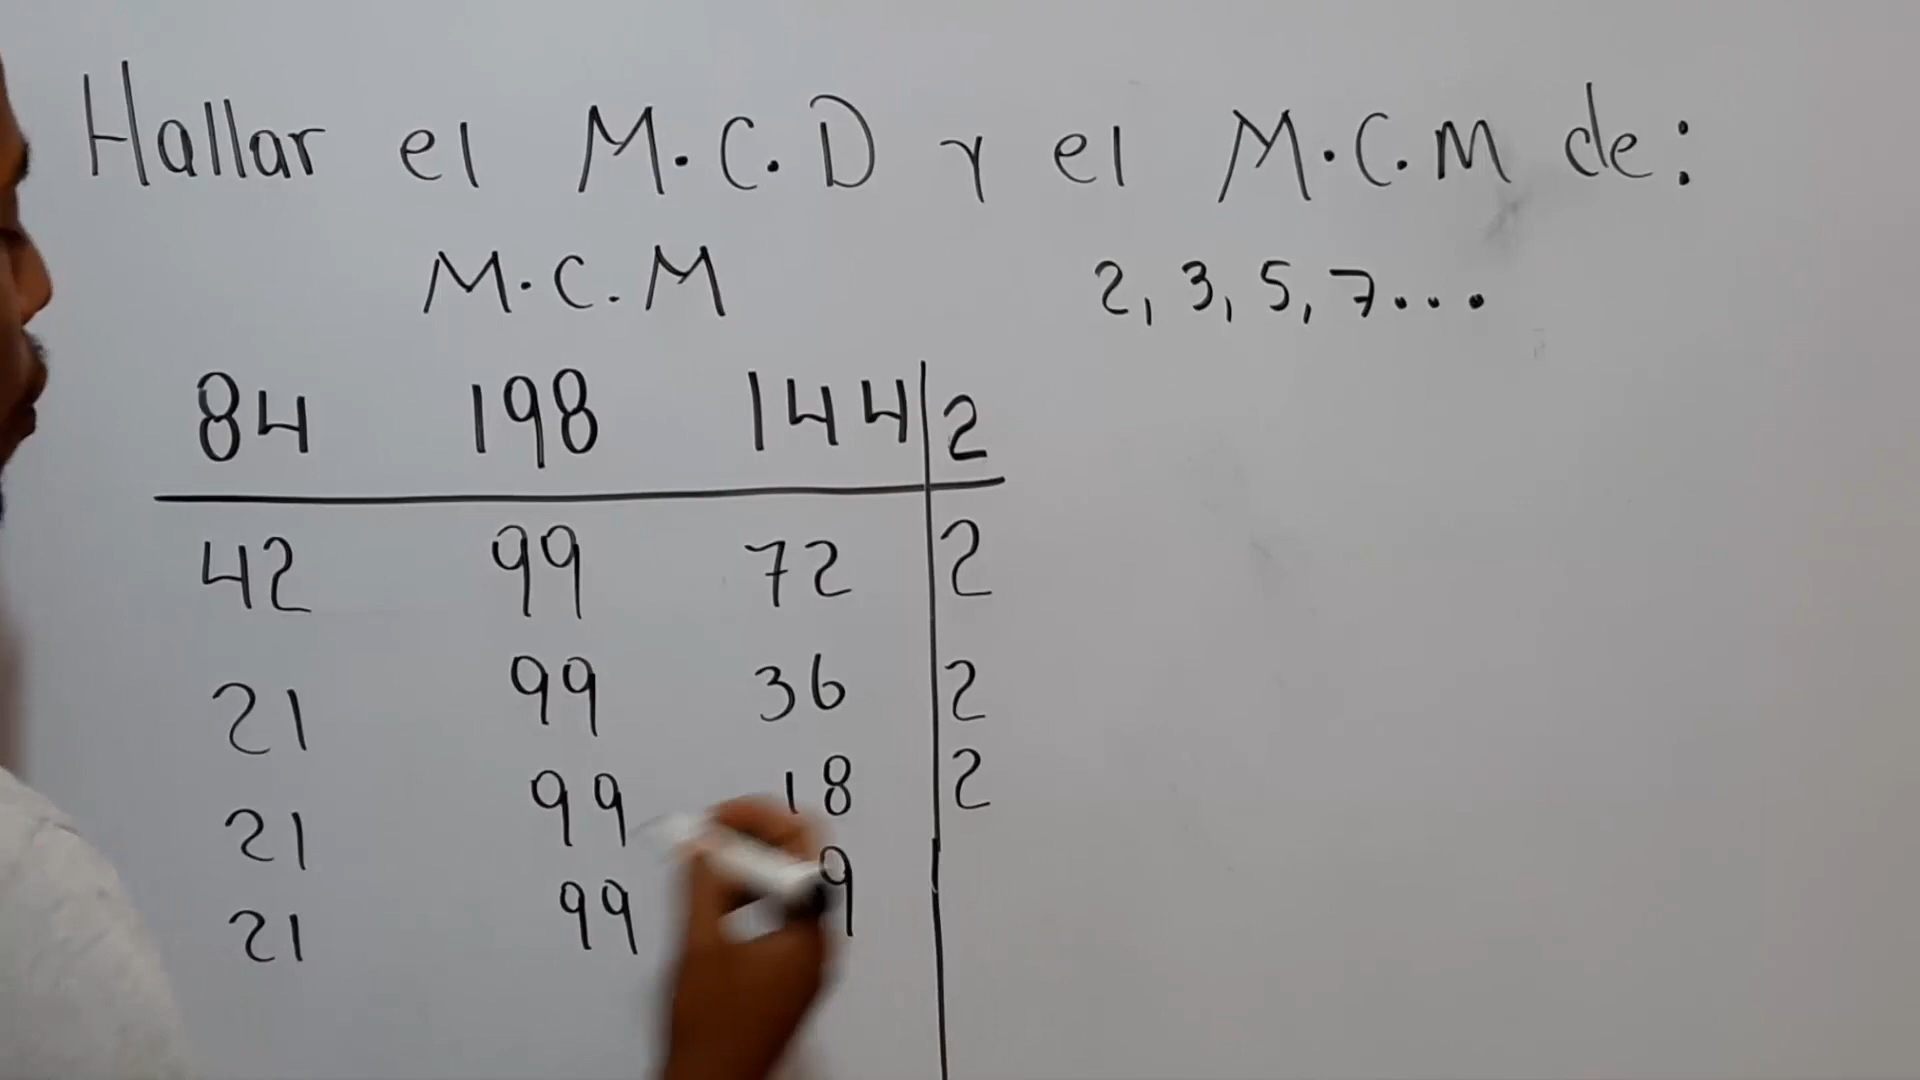 Hallar el M.C.D y el M.C.M de:
M.C.M 2, 3, 5, 7...
84 198 144 2
42 99 72 2
21 99 36 2
21 99 18 2
21 99 9